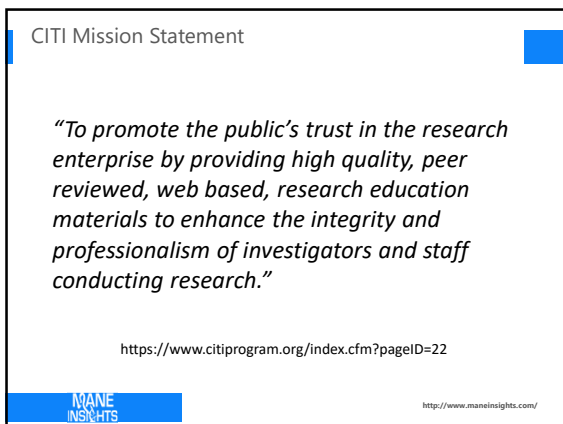 CITI Mission Statement
“To promote the public’s trust in the research
enterprise by providing high quality, peer
reviewed, web based, research education
materials to enhance the integrity and
professionalism of investigators and staff
conducting research.”
https://www.citiprogram.org/index.cfm?pageID=22
MANE
INSIGHTS
http://www.maneinsights.com/